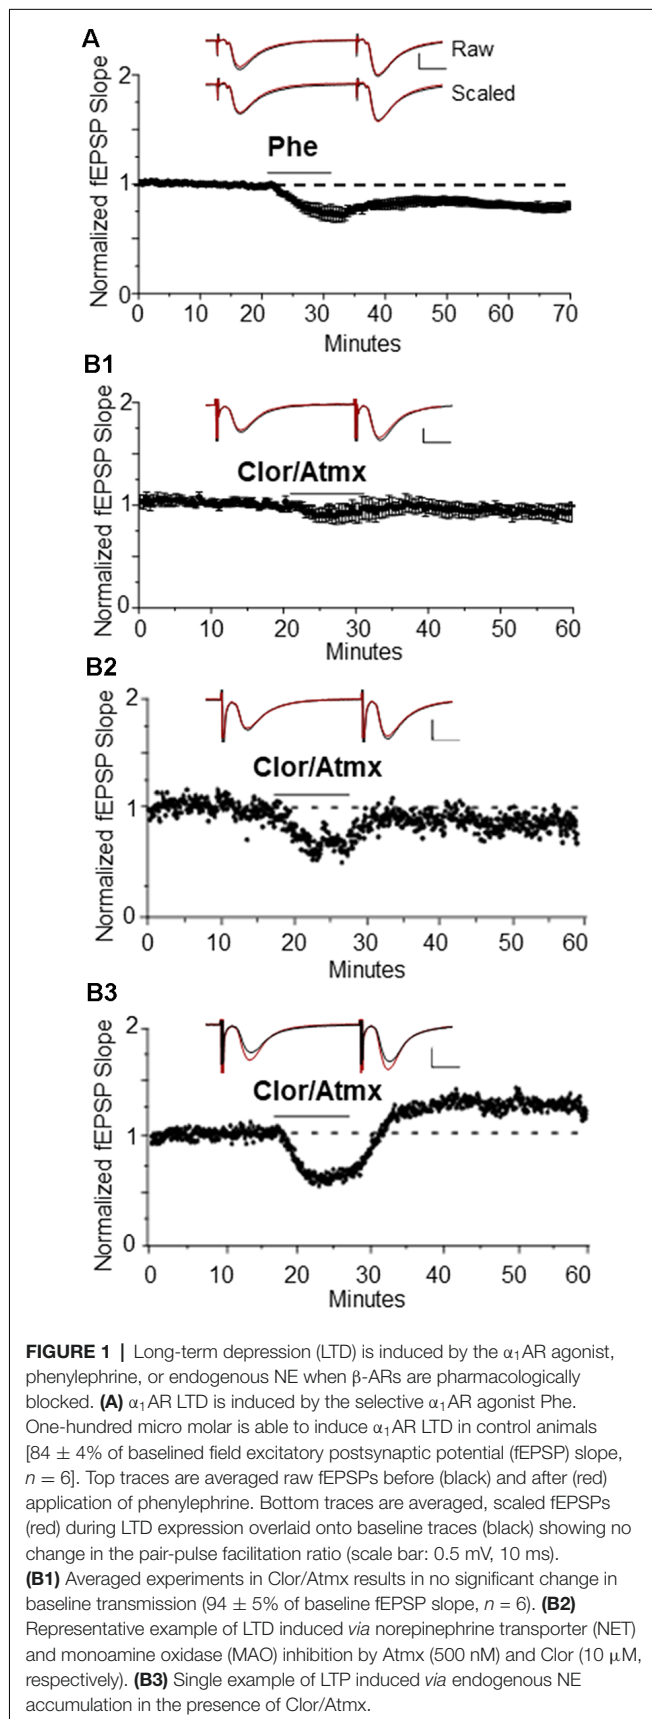 A
Raw
Scaled
Normalized fEPSP Slope
2
1
0
Phe
0 10 20 30 40 50 60 70
Minutes
B1
Normalized fEPSP Slope
2
1
0
Clor/Atmx
0 10 20 30 40 50 60
Minutes
B2
Normalized fEPSP Slope
2
1
0
Clor/Atmx
0 10 20 30 40 50 60
Minutes
B3
Normalized fEPSP Slope
2
1
0
Clor/Atmx
0 10 20 30 40 50 60
Minutes
FIGURE 1 | Long-term depression (LTD) is induced by the α₁AR agonist,
phenylephrine, or endogenous NE when β-ARs are pharmacologically
blocked. (A) α₁AR LTD is induced by the selective α₁AR agonist Phe.
One-hundred micro molar is able to induce α₁AR LTD in control animals
[84 ± 4% of baselined field excitatory postsynaptic potential (fEPSP) slope,
n = 6]. Top traces are averaged raw fEPSPs before (black) and after (red)
application of phenylephrine. Bottom traces are averaged, scaled fEPSPs
(red) during LTD expression overlaid onto baseline traces (black) showing no
change in the pair-pulse facilitation ratio (scale bar: 0.5 mV, 10 ms).
(B1) Averaged experiments in Clor/Atmx results in no significant change in
baseline transmission (94 ± 5% of baseline fEPSP slope, n = 6). (B2)
Representative example of LTD induced via norepinephrine transporter (NET)
and monoamine oxidase (MAO) inhibition by Atmx (500 nM) and Clor (10 μM,
respectively). (B3) Single example of LTP induced via endogenous NE
accumulation in the presence of Clor/Atmx.